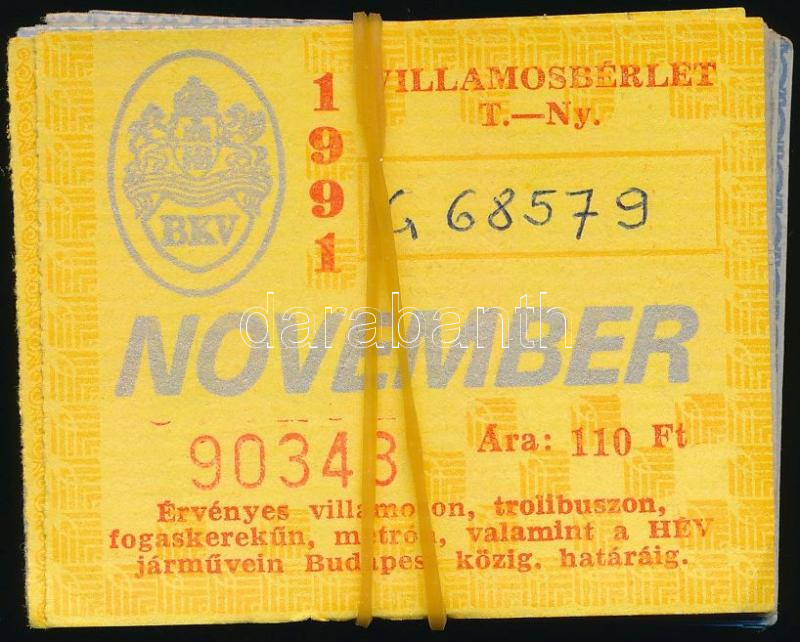 1991
VILLAMOSBÉRLET
T.—Ny.
G 68579
BKV
NOVEMBER
darabanth
90343
Ára: 110 Ft
Érvényes villamoson, trolibuszon,
fogaskerekűn, metrón, valamint a HÉV
járművein Budapest közig. határáig.